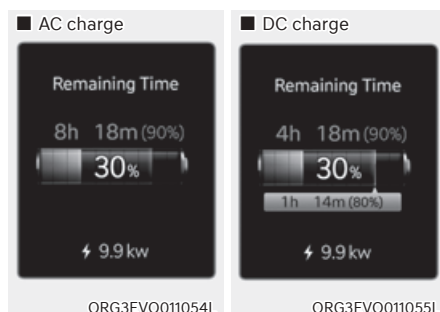 ■ AC charge
Remaining Time
8h 18m (90%)
30%
9.9 kw
ORG3EVQ011054L
■ DC charge
Remaining Time
4h 18m (90%)
30%
1h 14m (80%)
9.9 kw
ORG3EVQ011055L